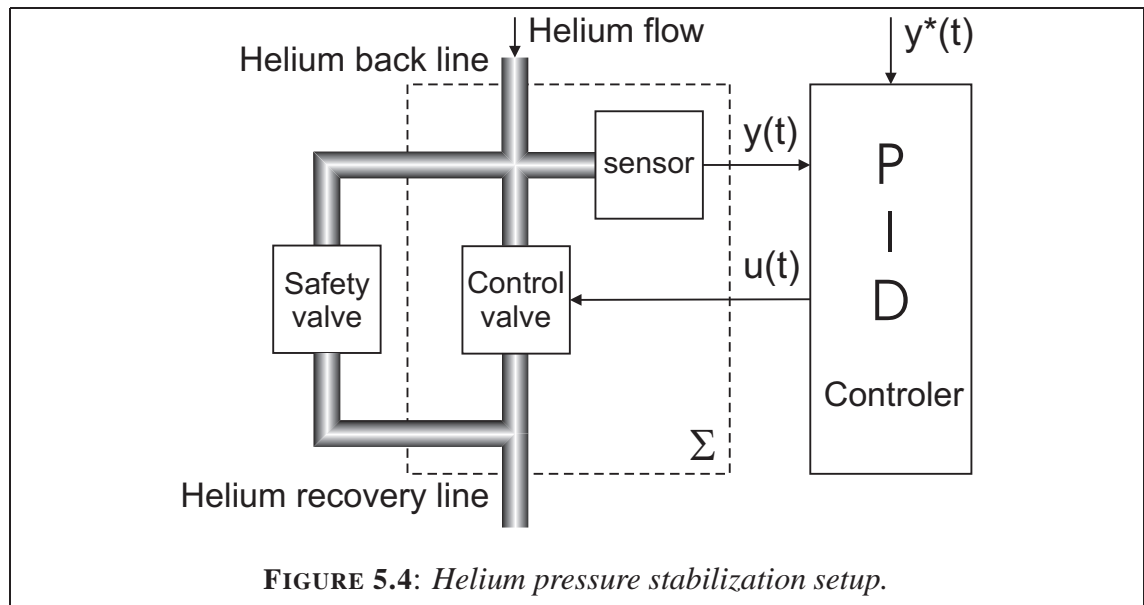 Helium flow
y*(t)
Helium back line
sensor
y(t)
P
I
D
Controler
Safety
valve
Control
valve
u(t)
Σ
Helium recovery line
FIGURE 5.4: Helium pressure stabilization setup.